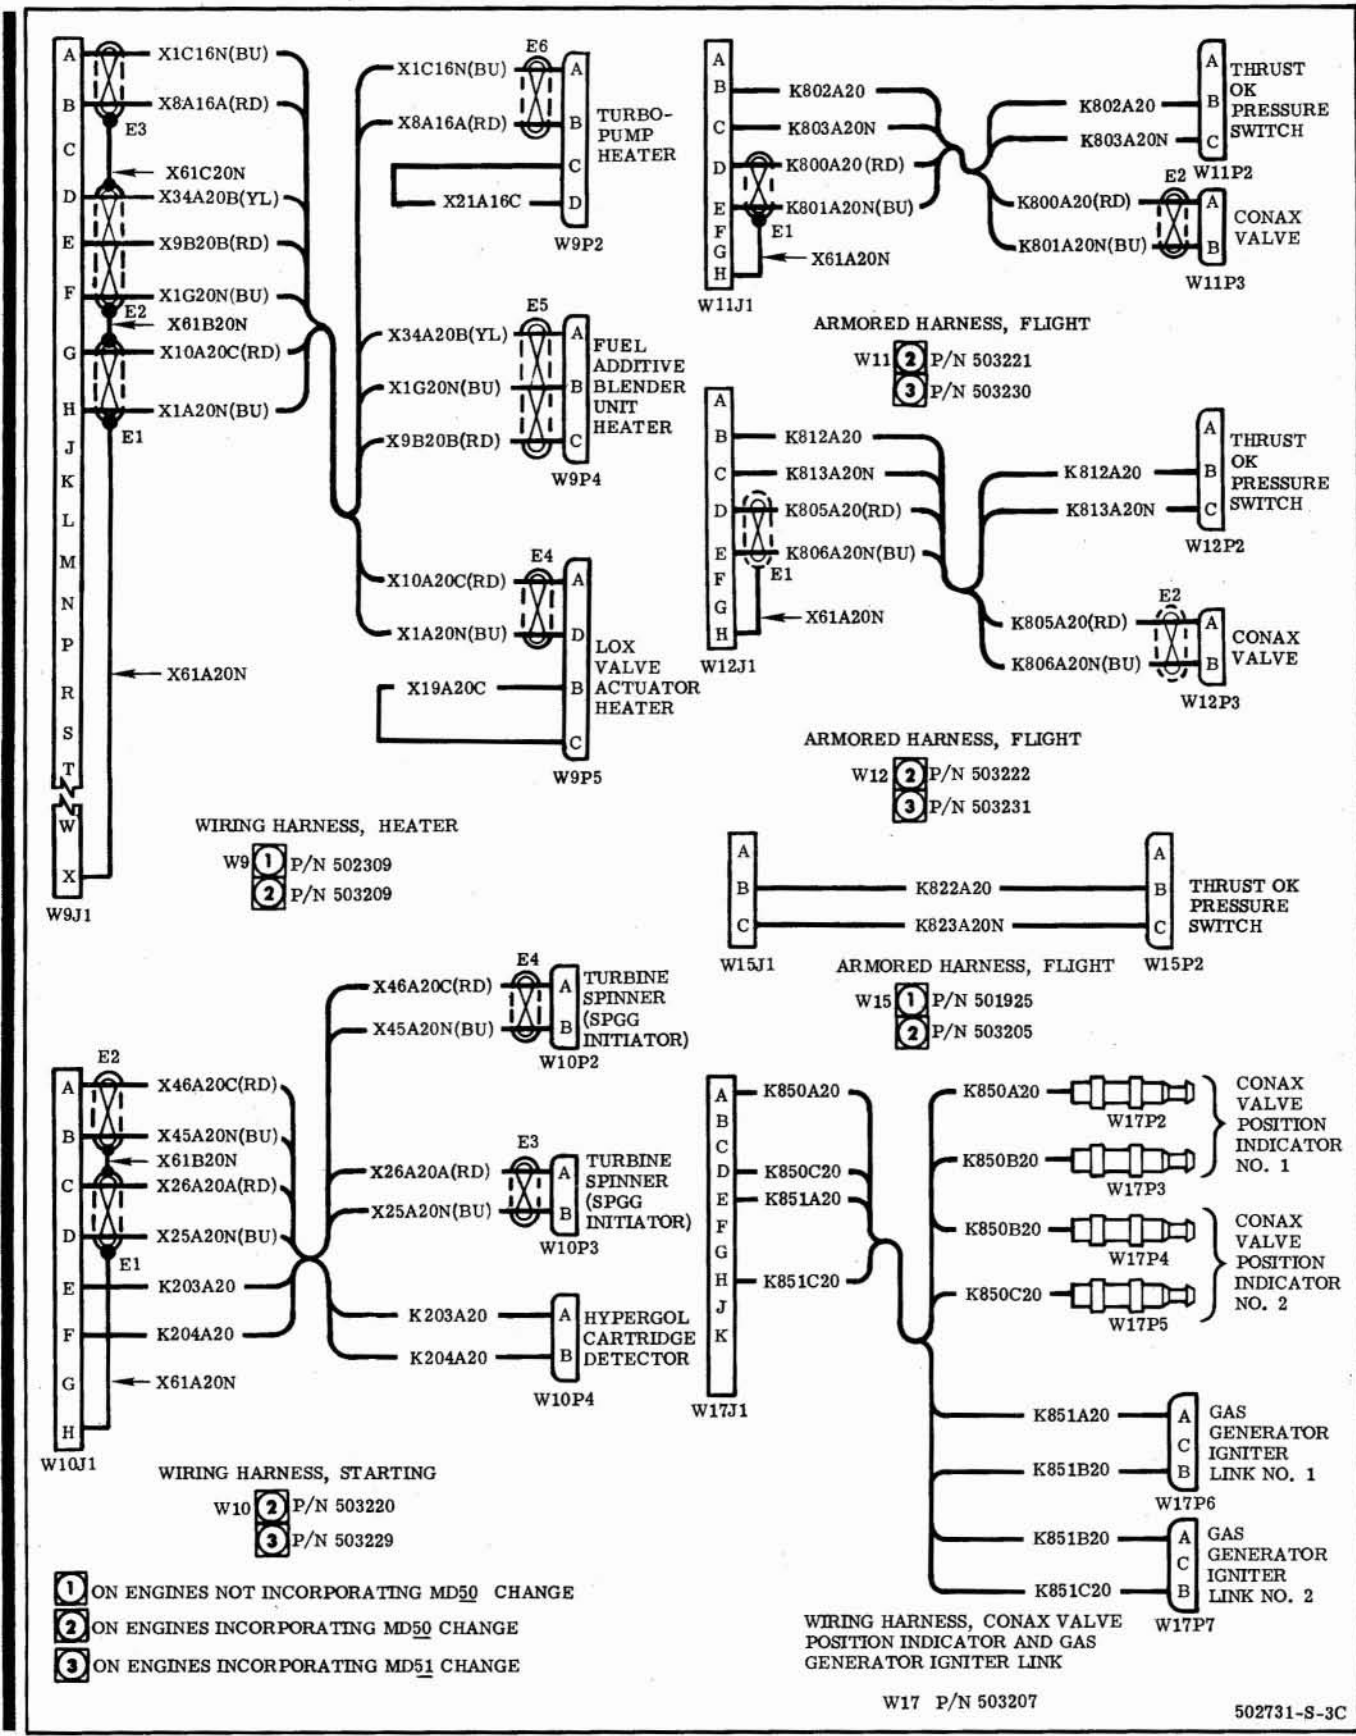 A
B
C
D
E
F
G
H
J
K
L
M
N
P
R
S
T
W
X
W9J1
X1C16N(BU)
X8A16A(RD)
E3
X61C20N
X34A20B(YL)
X9B20B(RD)
X1G20N(BU)
E2
X61B20N
X10A20C(RD)
X1A20N(BU)
E1
X61A20N
E6
X1C16N(BU)
X8A16A(RD)
X21A16C
A
B
C
D
TURBO-
PUMP
HEATER
W9P2
E5
X34A20B(YL)
X1G20N(BU)
X9B20B(RD)
A
B
C
FUEL
ADDITIVE
BLENDER
UNIT
HEATER
W9P4
E4
X10A20C(RD)
X1A20N(BU)
X19A20C
A
D
B
C
LOX
VALVE
ACTUATOR
HEATER
W9P5
WIRING HARNESS, HEATER
W9 1 P/N 502309
2 P/N 503209
A
B
C
D
E
F
G
H
W10J1
E2
X46A20C(RD)
X45A20N(BU)
X61B20N
X26A20A(RD)
X25A20N(BU)
E1
K203A20
K204A20
X61A20N
E4
X46A20C(RD)
X45A20N(BU)
A
B
TURBINE
SPINNER
(SPGG
INITIATOR)
W10P2
E3
X26A20A(RD)
X25A20N(BU)
A
B
TURBINE
SPINNER
(SPGG
INITIATOR)
W10P3
K203A20
K204A20
A
B
HYPERGOL
CARTRIDGE
DETECTOR
W10P4
WIRING HARNESS, STARTING
W10 2 P/N 503220
3 P/N 503229
1 ON ENGINES NOT INCORPORATING MD50 CHANGE
2 ON ENGINES INCORPORATING MD50 CHANGE
3 ON ENGINES INCORPORATING MD51 CHANGE
A
B
C
D
E
F
G
H
W11J1
K802A20
K803A20N
K800A20 (RD)
K801A20N(BU)
E1
X61A20N
K802A20
K803A20N
A
B
C
THRUST
OK
PRESSURE
SWITCH
W11P2
E2
K800A20(RD)
K801A20N(BU)
A
B
CONAX
VALVE
W11P3
ARMORED HARNESS, FLIGHT
W11 2 P/N 503221
3 P/N 503230
A
B
C
D
E
F
G
H
W12J1
K812A20
K813A20N
K805A20(RD)
K806A20N(BU)
E1
X61A20N
K812A20
K813A20N
A
B
C
THRUST
OK
PRESSURE
SWITCH
W12P2
E2
K805A20(RD)
K806A20N(BU)
A
B
CONAX
VALVE
W12P3
ARMORED HARNESS, FLIGHT
W12 2 P/N 503222
3 P/N 503231
A
B
C
W15J1
K822A20
K823A20N
A
B
C
THRUST OK
PRESSURE
SWITCH
W15P2
ARMORED HARNESS, FLIGHT
W15 1 P/N 501925
2 P/N 503205
A
B
C
D
E
F
G
H
J
K
W17J1
K850A20
K850C20
K851A20
K851C20
K850A20
W17P2
K850B20
W17P3
CONAX
VALVE
POSITION
INDICATOR
NO. 1
K850B20
W17P4
K850C20
W17P5
CONAX
VALVE
POSITION
INDICATOR
NO. 2
K851A20
K851B20
A
C
B
GAS
GENERATOR
IGNITER
LINK NO. 1
W17P6
K851B20
K851C20
A
C
B
GAS
GENERATOR
IGNITER
LINK NO. 2
W17P7
WIRING HARNESS, CONAX VALVE
POSITION INDICATOR AND GAS
GENERATOR IGNITER LINK
W17 P/N 503207
502731-S-3C